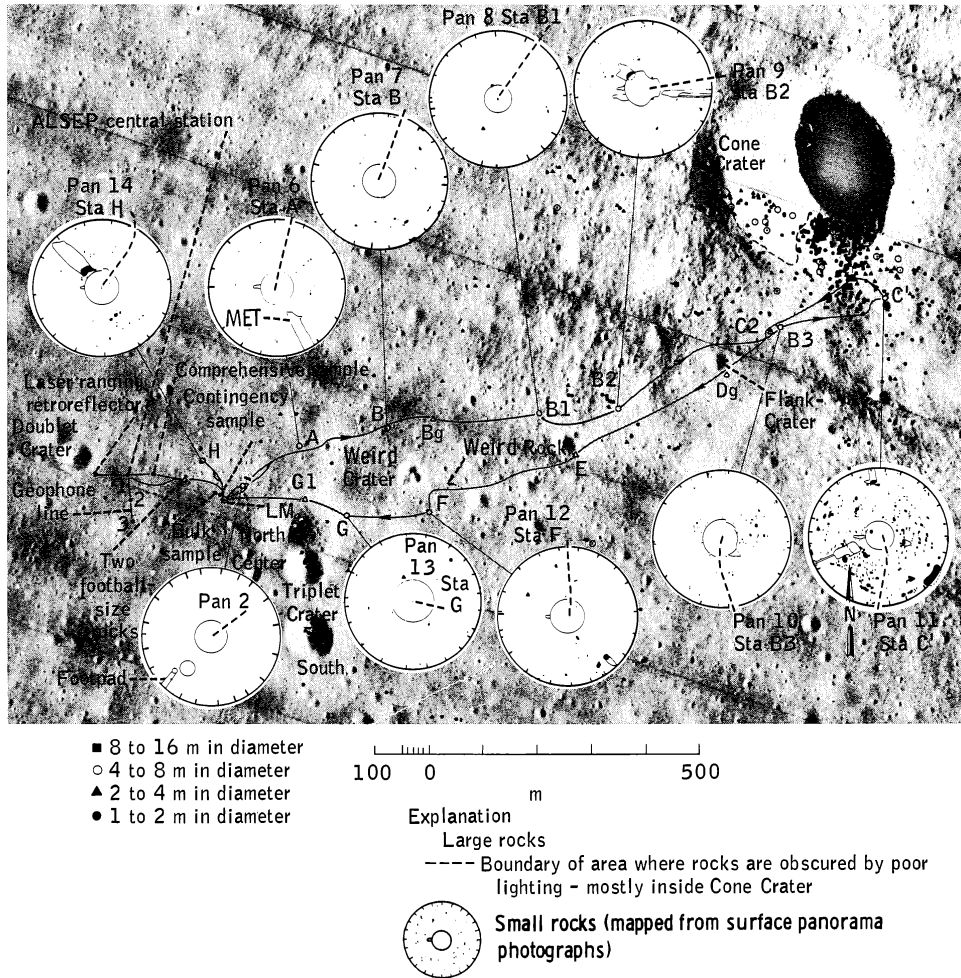 Pan 8 Sta B1
Pan 7
Sta B
Pan 9
Sta B2
ALSEP central station
Cone
Crater
Pan 14
Sta H
Pan 6
Sta A
MET
Comprehensive sample
Laser ranging
retroreflector
Contingency
sample
Doublet
Crater
H
A
B
Bg
B1
B2
C2
B3
C
Dg
Flank
Crater
Weird
Crater
Weird Rock
E
G1
F
G
Geophone
line
2
3
LM
Bulk
sample
North
Center
Triplet
Crater
South
Two
football-
size
rocks
Pan 2
Footpad
Pan
13
Sta
G
Pan 12
Sta F
Pan 10
Sta B3
N
Pan 11
Sta C
8 to 16 m in diameter
4 to 8 m in diameter
2 to 4 m in diameter
1 to 2 m in diameter
100 0 500
m
Explanation
Large rocks
Boundary of area where rocks are obscured by poor
lighting - mostly inside Cone Crater
Small rocks (mapped from surface panorama
photographs)